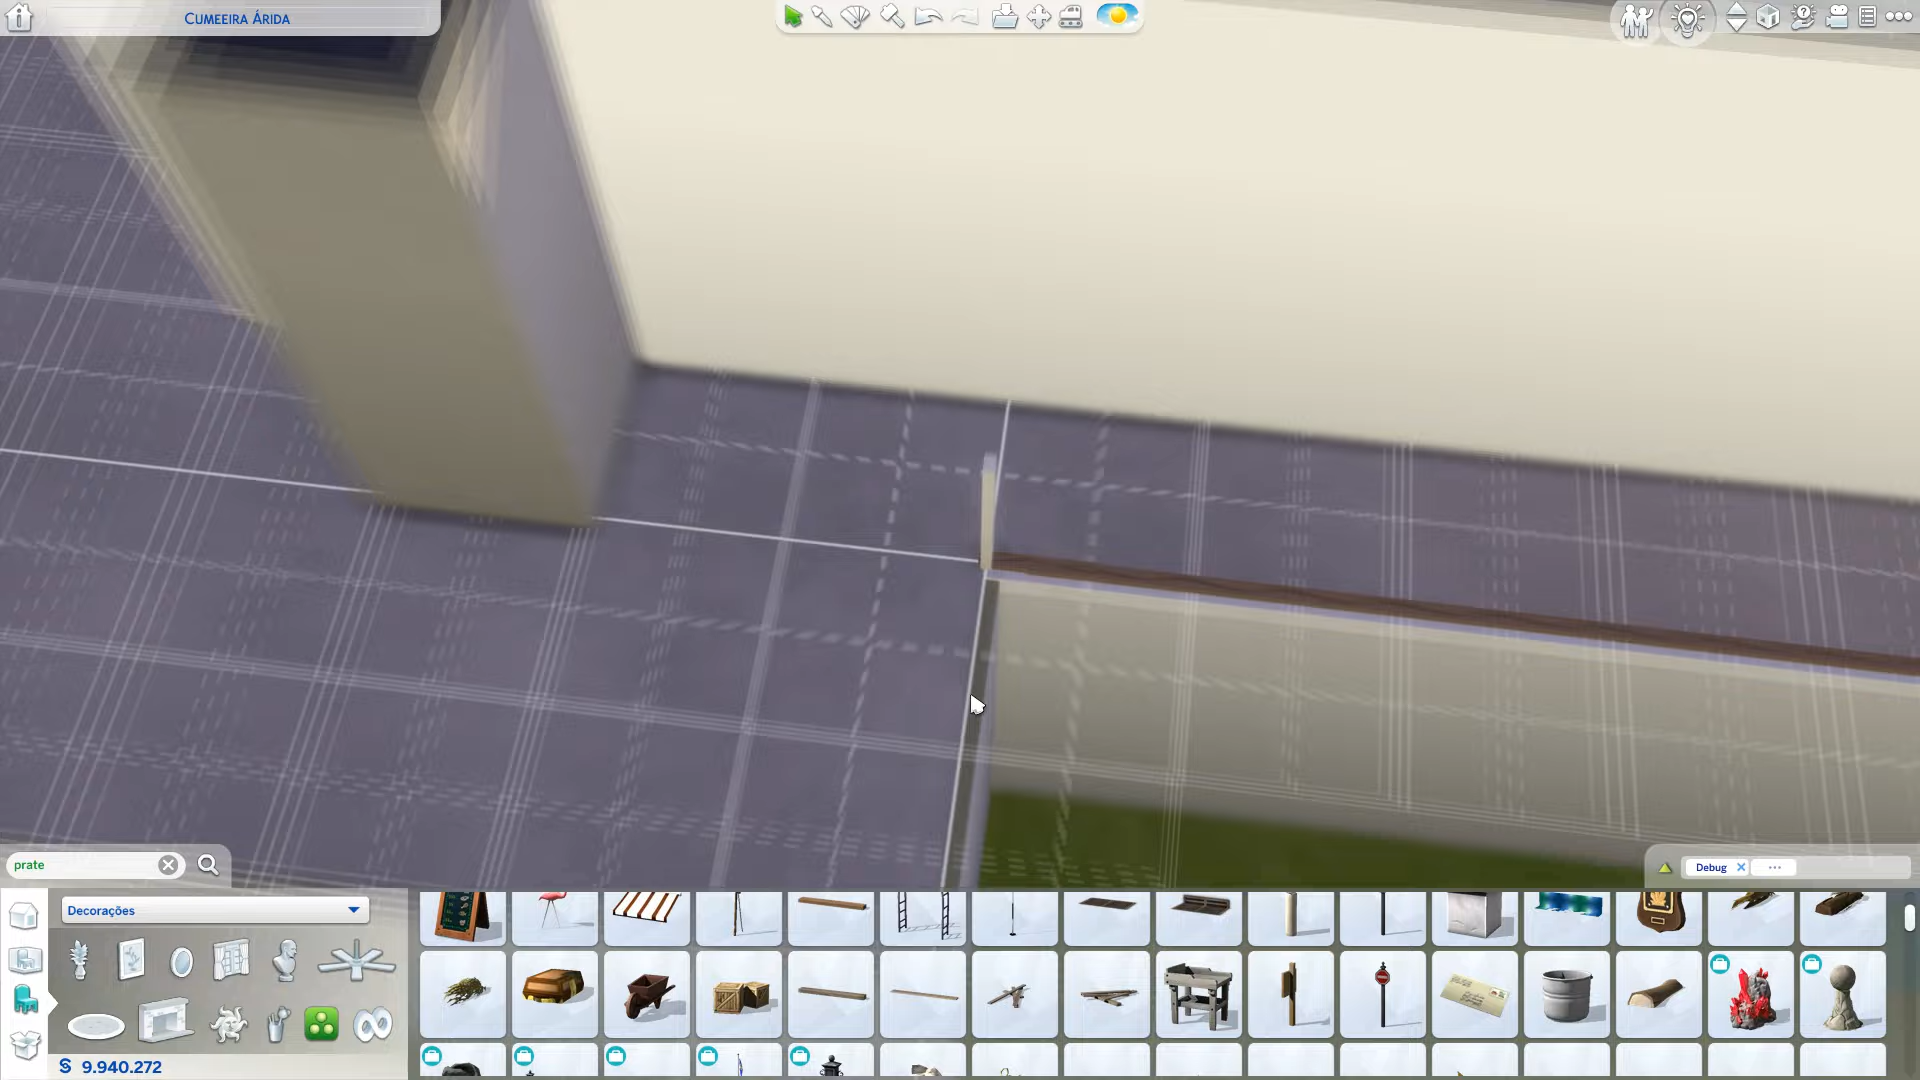 Cumeeira Árida
prate
Debug
...
Decorações
§ 9.940.272